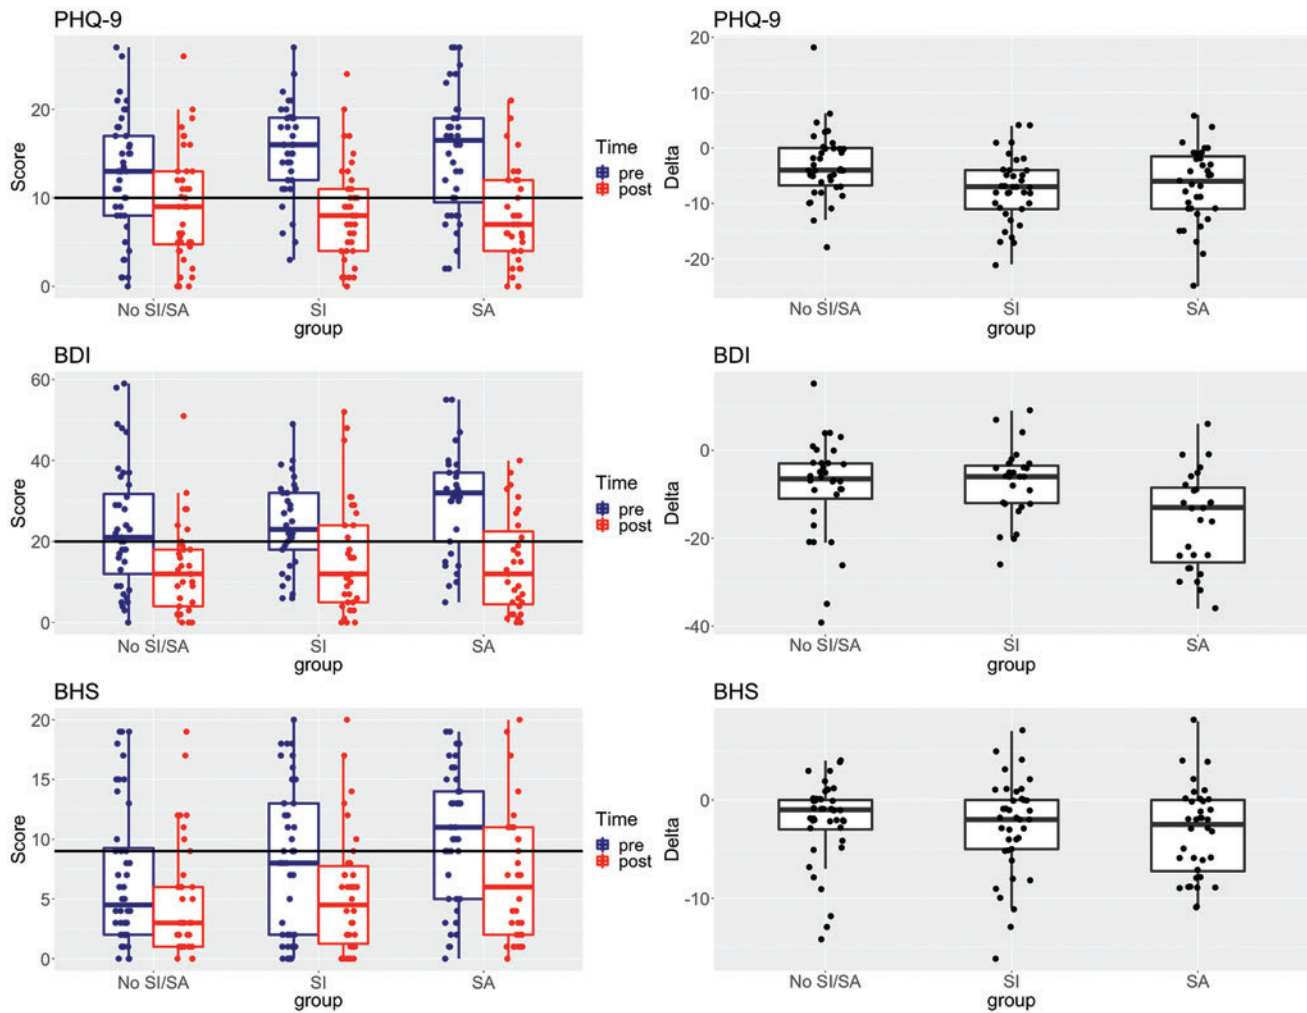 PHQ-9
Score
20
10
0
No SI/SA
SI
SA
group
Time
pre
post
PHQ-9
Delta
20
10
0
-10
-20
No SI/SA
SI
SA
group
BDI
Score
60
40
20
0
No SI/SA
SI
SA
group
Time
pre
post
BDI
Delta
0
-20
-40
No SI/SA
SI
SA
group
BHS
Score
20
15
10
5
0
No SI/SA
SI
SA
group
Time
pre
post
BHS
Delta
0
-10
No SI/SA
SI
SA
group